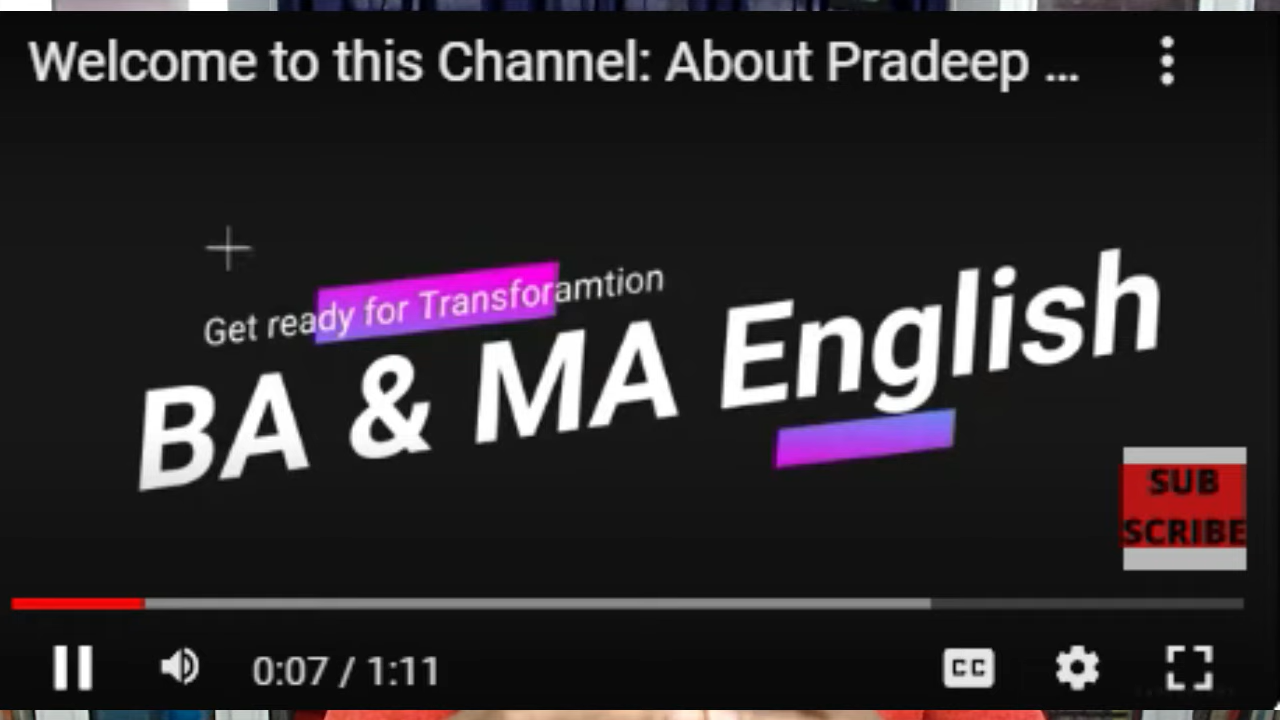 Welcome to this Channel: About Pradeep ...
Get ready for Transforamtion
BA & MA English
SUB
SCRIBE
0:07 / 1:11
CC